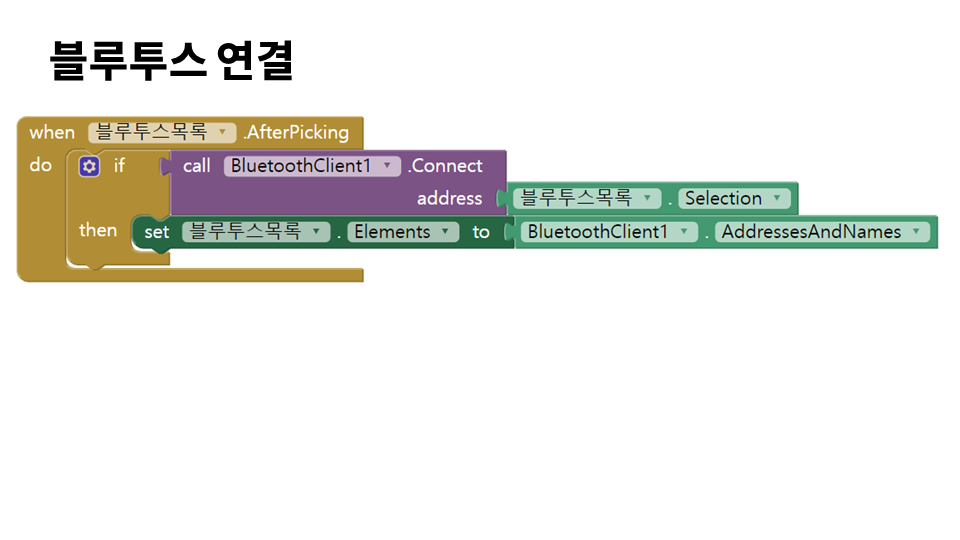 블루투스 연결
when 블루투스목록 .AfterPicking
do if call BluetoothClient1 .Connect
address 블루투스목록 . Selection
then set 블루투스목록 . Elements to BluetoothClient1 . AddressesAndNames